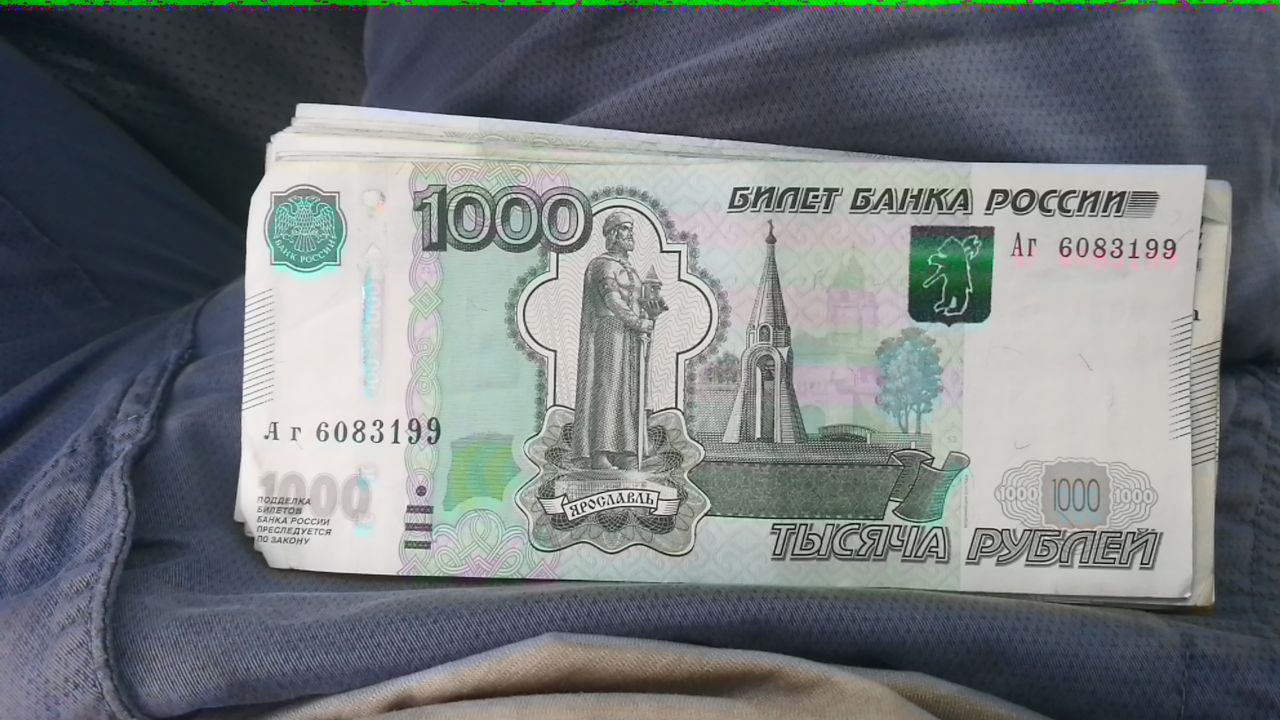 1000
БИЛЕТ БАНКА РОССИИ
БАНК РОССИИ
Аг 6083199
Аг 6083199
1000
ПОДДЕЛКА
БИЛЕТОВ
БАНКА РОССИИ
ПРЕСЛЕДУЕТСЯ
ПО ЗАКОНУ
ЯРОСЛАВЛЬ
1000 1000 1000
ТЫСЯЧА РУБЛЕЙ